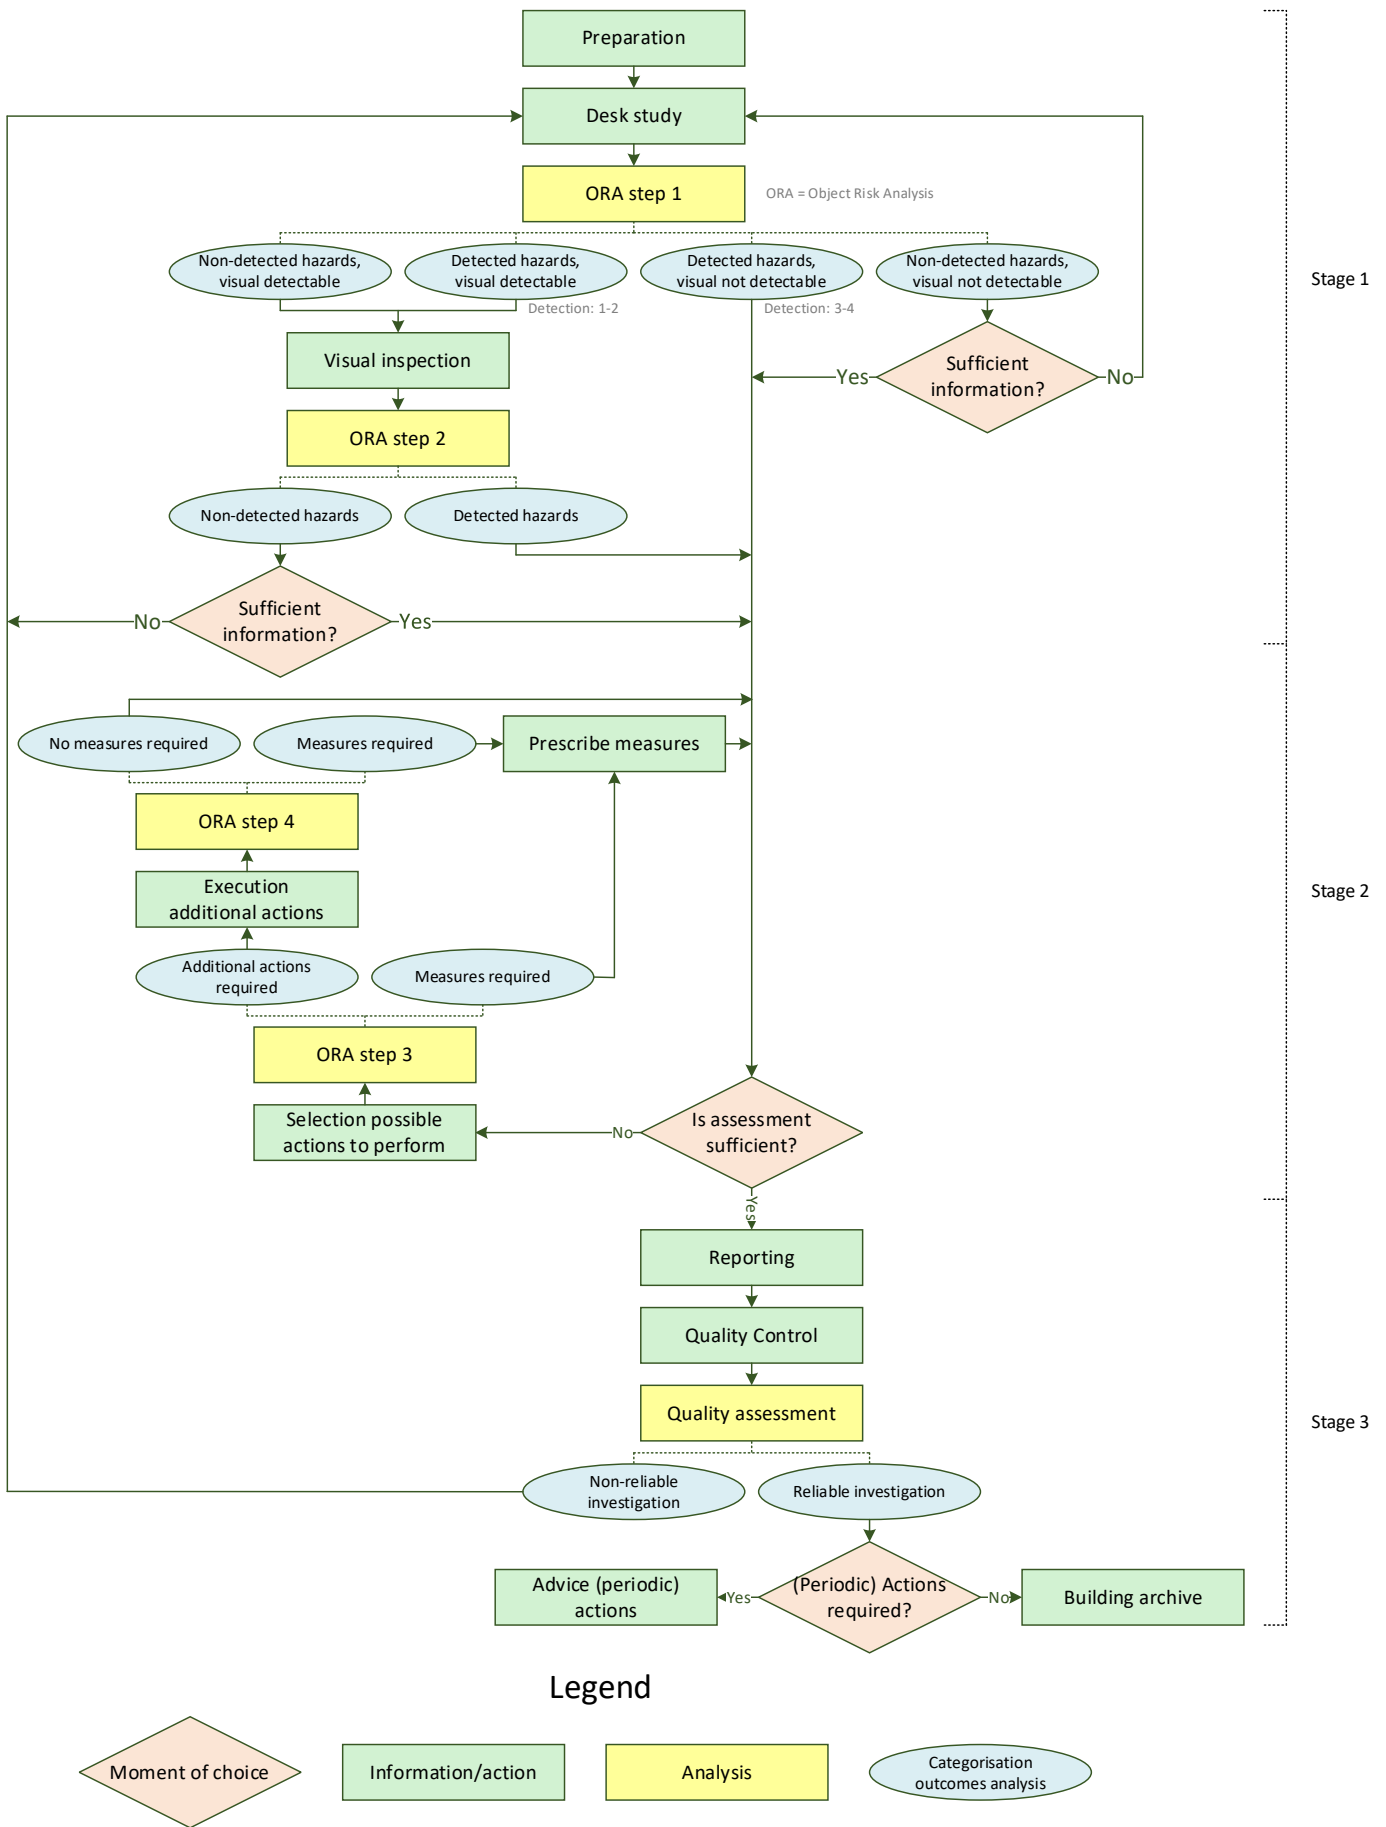 Preparation
Desk study
ORA step 1
ORA = Object Risk Analysis
Non-detected hazards,
visual detectable
Detected hazards,
visual detectable
Detected hazards,
visual not detectable
Non-detected hazards,
visual not detectable
Stage 1
Detection: 1-2
Detection: 3-4
Visual inspection
Sufficient
information?
Yes
No
ORA step 2
Non-detected hazards
Detected hazards
Sufficient
information?
No
Yes
No measures required
Measures required
Prescribe measures
ORA step 4
Execution
additional actions
Stage 2
Additional actions
required
Measures required
ORA step 3
Selection possible
actions to perform
No
Is assessment
sufficient?
Yes
Reporting
Quality Control
Quality assessment
Stage 3
Non-reliable
investigation
Reliable investigation
Advice (periodic)
actions
Yes
(Periodic) Actions
required?
No
Building archive
Legend
Moment of choice
Information/action
Analysis
Categorisation
outcomes analysis